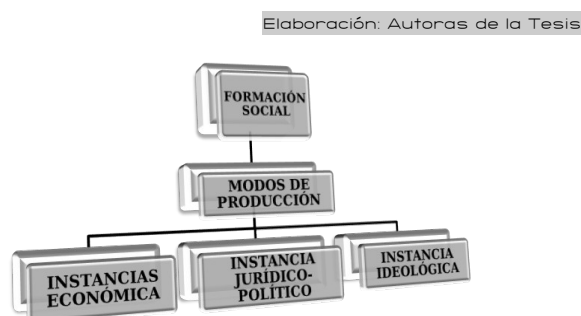 Elaboración: Autoras de la Tesis
FORMACIÓN
SOCIAL
MODOS DE
PRODUCCIÓN
INSTANCIAS
ECONÓMICA
INSTANCIA
JURÍDICO-
POLÍTICO
INSTANCIA
IDEOLÓGICA